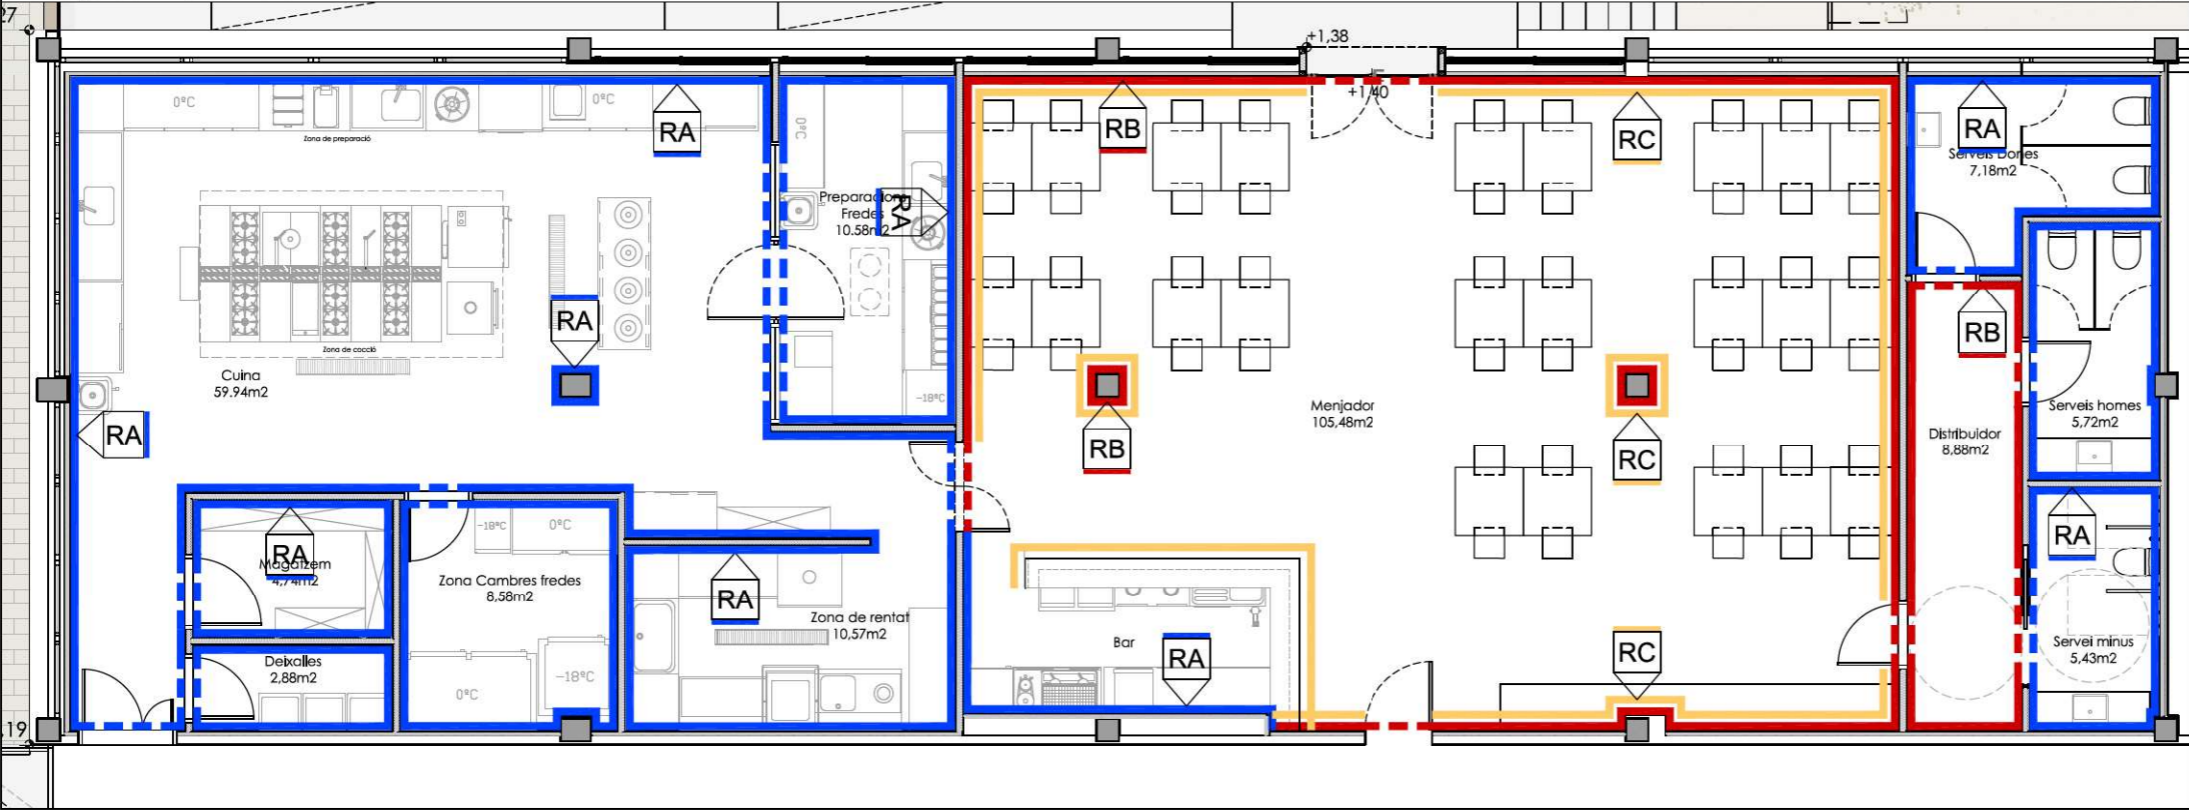 27
+1,38
0ºC
0ºC
+1,40
RA
RB
RC
RA
Zona de preparació
0ºC
Serveis Dones
7,18m2
Preparacions
Fredes
10.58m2
RA
RA
RB
Zona de cocció
Cuina
59.94m2
-18ºC
Menjador
105,48m2
Serveis homes
5,72m2
RA
RB
RC
Distribuidor
8,88m2
-18ºC
0ºC
RA
RA
Magatzem
4,74m2
Zona Cambres fredes
8,58m2
RA
Zona de rentat
10,57m2
Bar
RA
RC
Servei minus
5,43m2
Deixalles
2,88m2
0ºC
-18ºC
.19